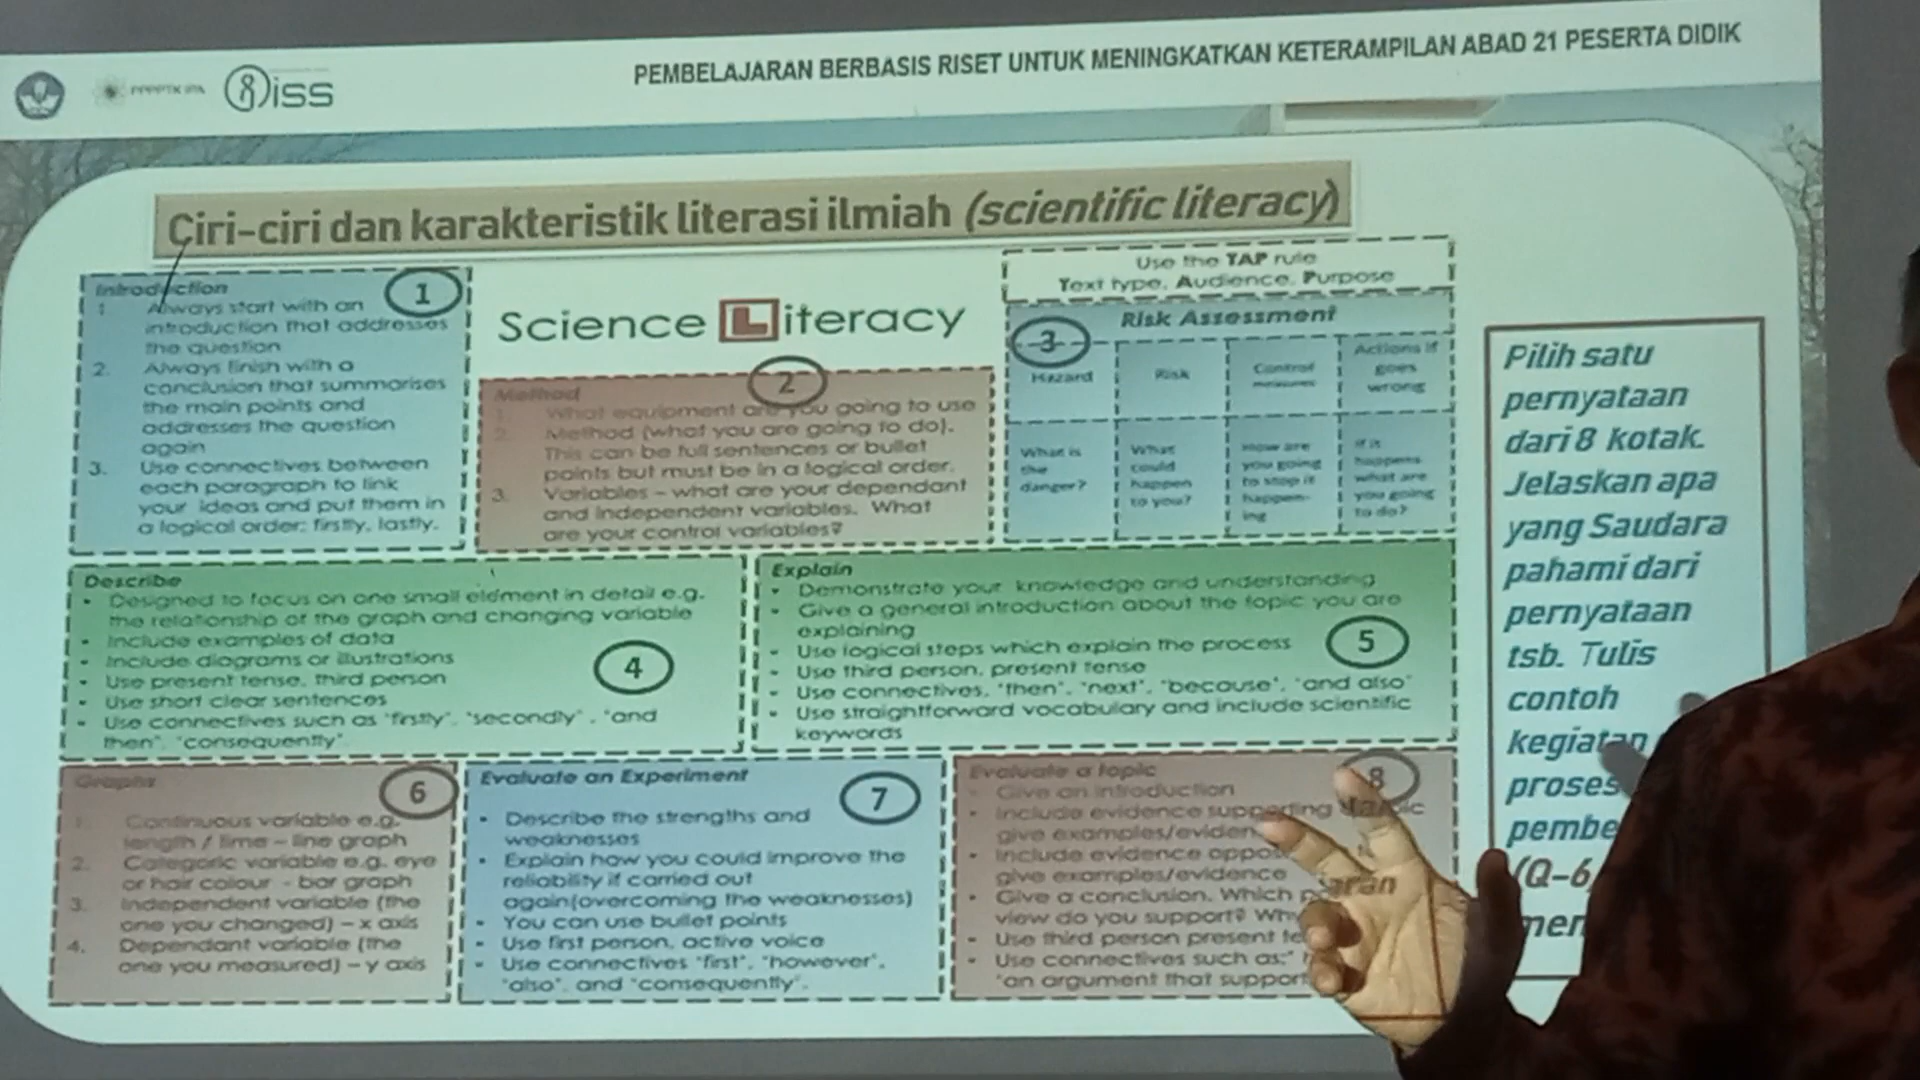 PPPPTK IPA
iss
PEMBELAJARAN BERBASIS RISET UNTUK MENINGKATKAN KETERAMPILAN ABAD 21 PESERTA DIDIK
Ciri-ciri dan karakteristik literasi ilmiah (scientific literacy)
Introduction
1
1 Always start with an
introduction that addresses
the question
2. Always finish with a
conclusion that summarises
the main points and
addresses the question
again
3. Use connectives between
each paragraph to link
your ideas and put them in
a logical order: firstly, lastly.
Science Literacy
2
Method
1. What equipment are you going to use
2. Method (what you are going to do).
This can be full sentences or bullet
points but must be in a logical order.
3. Variables – what are your dependant
and independent variables. What
are your control variables?
Use the TAP rule
Text type, Audience, Purpose
Risk Assessment
3
Hazard
Risk
Control
measures
Actions if
goes
wrong
What is
the
danger?
What
could
happen
to you?
How are
you going
to stop it
happen-
ing
If it
happens
what are
you going
to do?
Describe
• Designed to focus on one small element in detail e.g.
the relationship of the graph and changing variable
• Include examples of data
• Include diagrams or illustrations
• Use present tense, third person
• Use short clear sentences
• Use connectives such as "firstly", "secondly", "and
then", "consequently"
4
Explain
• Demonstrate your knowledge and understanding
• Give a general introduction about the topic you are
explaining
• Use logical steps which explain the process
• Use third person, present tense
• Use connectives, "then", "next", "because", "and also"
• Use straightforward vocabulary and include scientific
keywords
5
Graphs
6
1. Continuous variable e.g.
length / time – line graph
2. Categoric variable e.g. eye
or hair colour - bar graph
3. Independent variable (the
one you changed) – x axis
4. Dependant variable (the
one you measured) – y axis
Evaluate an Experiment
7
• Describe the strengths and
weaknesses
• Explain how you could improve the
reliability if carried out
again(overcoming the weaknesses)
• You can use bullet points
• Use first person, active voice
• Use connectives "first", "however",
"also", and "consequently".
Evaluate a topic
8
• Give an introduction
• Include evidence supporting
give examples/eviden
• Include evidence oppos
give examples/evidence
• Give a conclusion. Which
view do you support? Why
• Use third person present te
• Use connectives such as:"
"an argument that support
Pilih satu
pernyataan
dari 8 kotak.
Jelaskan apa
yang Saudara
pahami dari
pernyataan
tsb. Tulis
contoh
kegiatan
proses
pembe
aran
(Q-6
men